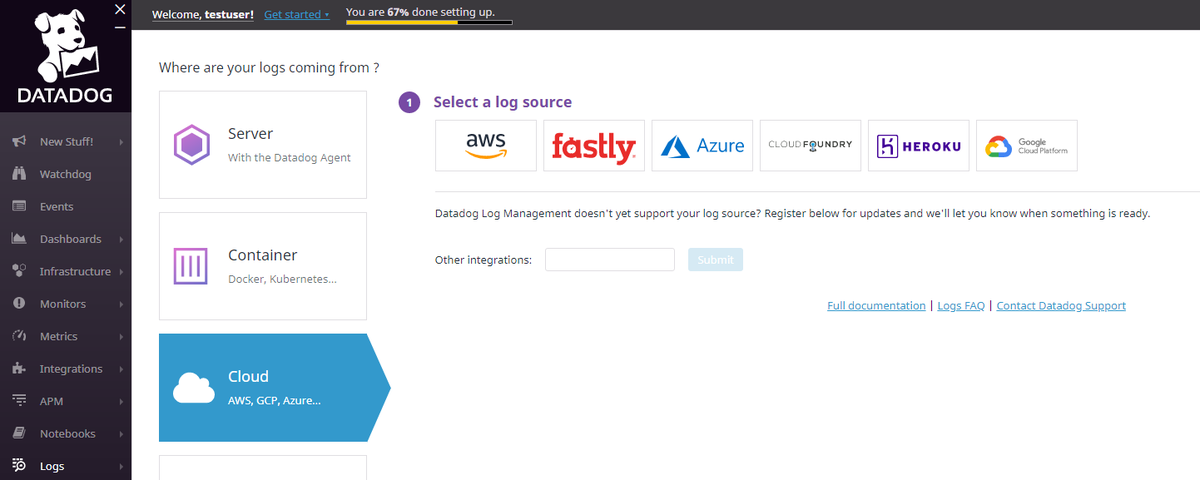 Welcome, testuser! Get started You are 67% done setting up.
DATADOG
New Stuff!
Watchdog
Events
Dashboards
Infrastructure
Monitors
Metrics
Integrations
APM
Notebooks
Logs
Where are your logs coming from ?
Server
With the Datadog Agent
Container
Docker, Kubernetes...
Cloud
AWS, GCP, Azure...
1 Select a log source
aws
fastly.
Azure
CLOUDFOUNDRY
HEROKU
Google
Cloud Platform
Datadog Log Management doesn't yet support your log source? Register below for updates and we'll let you know when something is ready.
Other integrations: Submit
Full documentation | Logs FAQ | Contact Datadog Support